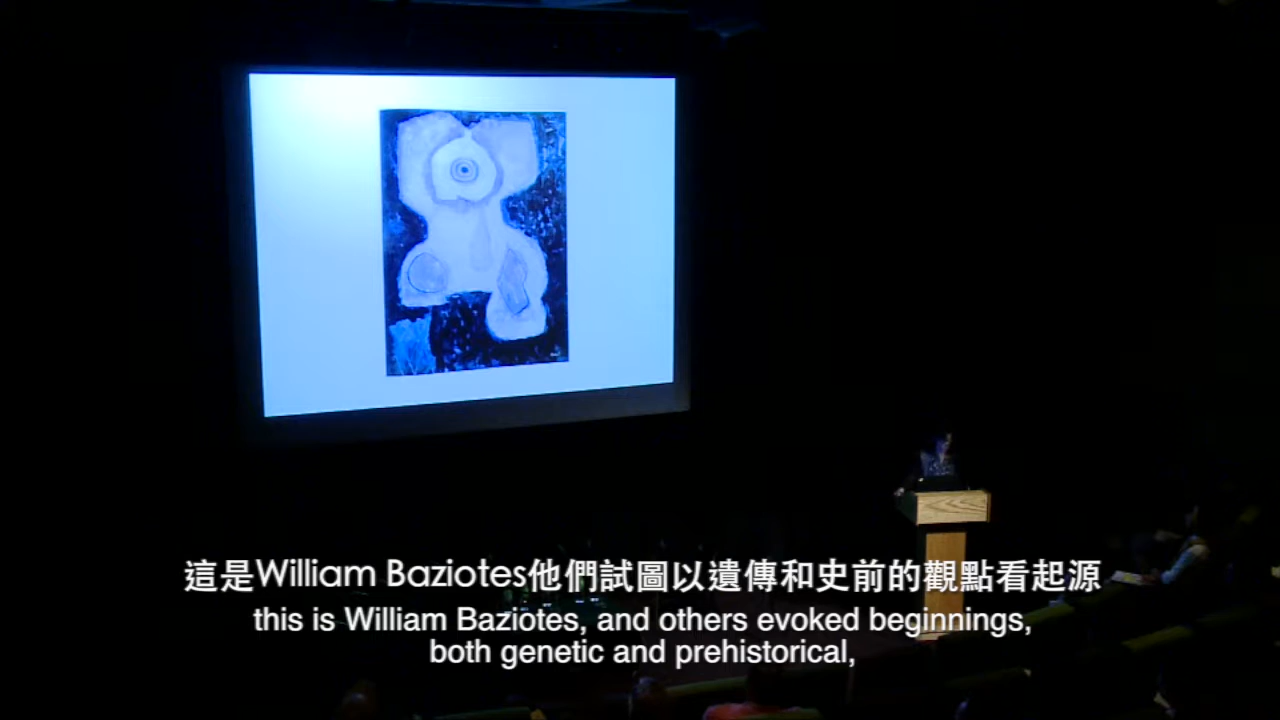 這是William Baziotes他們試圖以遺傳和史前的觀點看起源
this is William Baziotes, and others evoked beginnings,
both genetic and prehistorical,